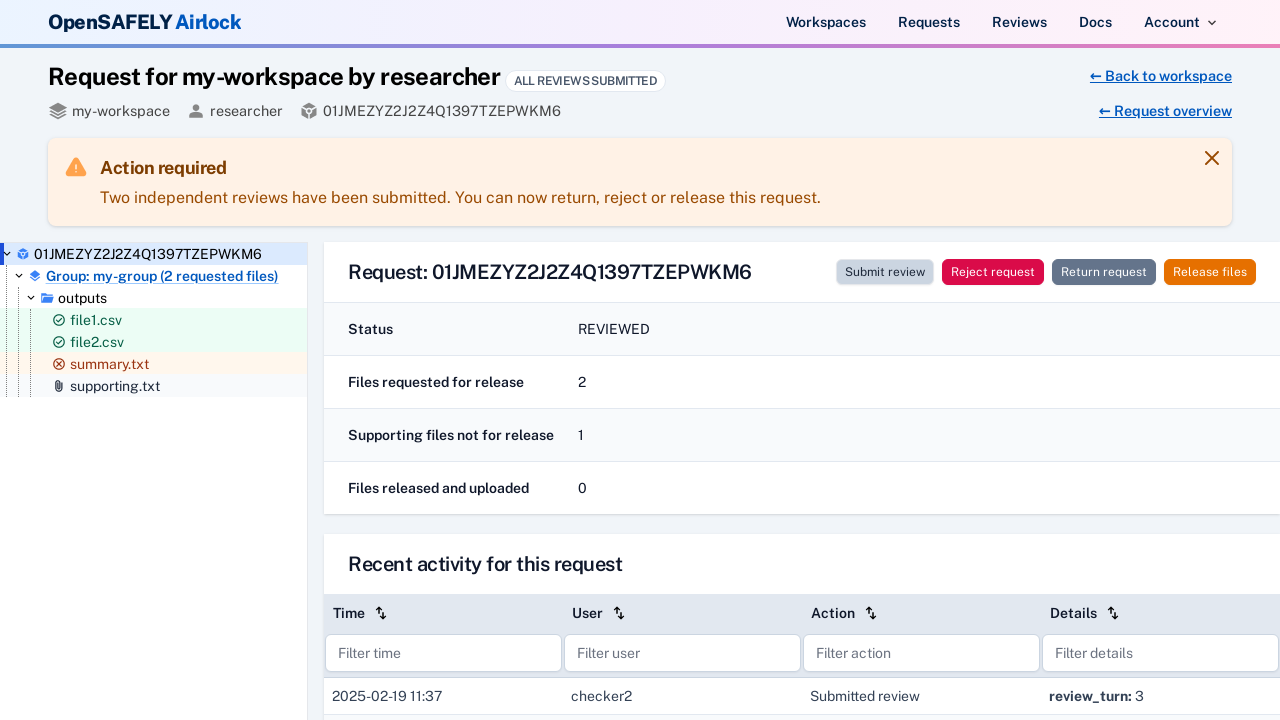 OpenSAFELY Airlock
Workspaces Requests Reviews Docs Account
Request for my-workspace by researcher ALL REVIEWS SUBMITTED
← Back to workspace
my-workspace researcher 01JMEZYZ2J2Z4Q1397TZEPWKM6
← Request overview
Action required
Two independent reviews have been submitted. You can now return, reject or release this request.
01JMEZYZ2J2Z4Q1397TZEPWKM6
Group: my-group (2 requested files)
outputs
file1.csv
file2.csv
summary.txt
supporting.txt
Request: 01JMEZYZ2J2Z4Q1397TZEPWKM6
Submit review Reject request Return request Release files
Status REVIEWED
Files requested for release 2
Supporting files not for release 1
Files released and uploaded 0
Recent activity for this request
Time User Action Details
Filter time Filter user Filter action Filter details
2025-02-19 11:37 checker2 Submitted review review_turn: 3